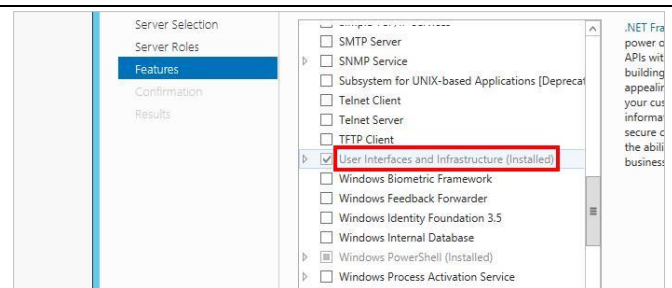 Server Selection
Server Roles
Features
Confirmation
Results
SMTP Server
SNMP Service
Subsystem for UNIX-based Applications [Deprecat
Telnet Client
Telnet Server
TFTP Client
User Interfaces and Infrastructure (Installed)
Windows Biometric Framework
Windows Feedback Forwarder
Windows Identity Foundation 3.5
Windows Internal Database
Windows PowerShell (Installed)
Windows Process Activation Service
.NET Fra
power o
APIs wit
building
appealin
your cus
informa
secure c
the abili
business